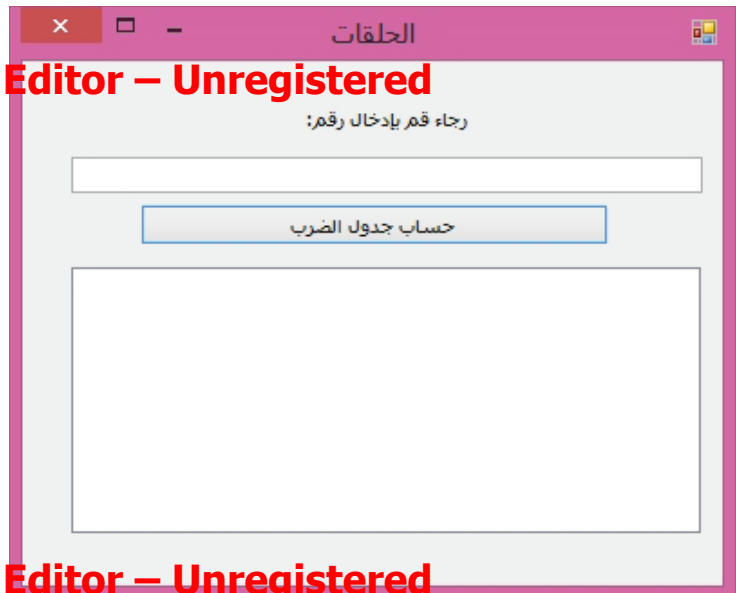 الحلقات
Editor – Unregistered
رجاء قم بإدخال رقم:
حساب جدول الضرب
Editor – Unregistered